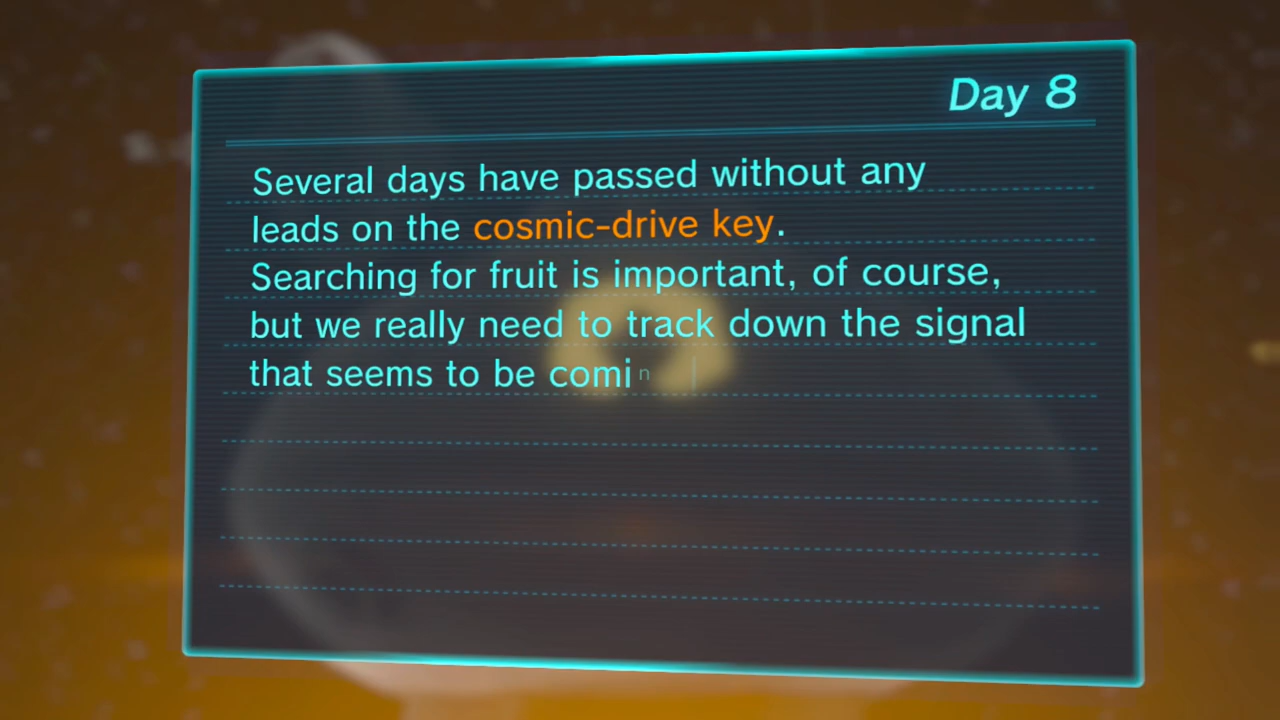 Day 8
Several days have passed without any
leads on the cosmic-drive key.
Searching for fruit is important, of course,
but we really need to track down the signal
that seems to be comin